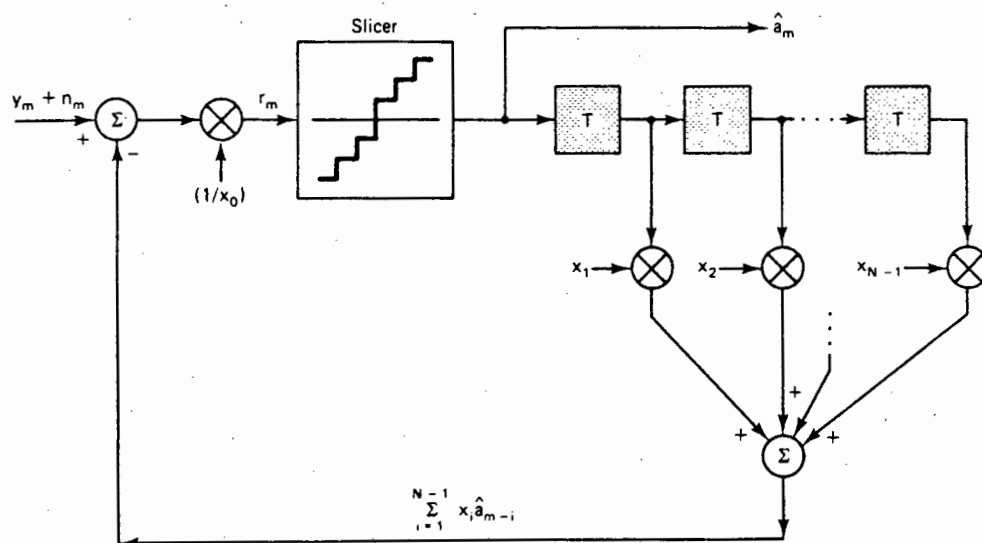 Slicer
â_m
y_m + n_m
+
Σ
−
r_m
(1/x_0)
T
T
. . . .
T
x_1
x_2
x_{N−1}
+
+
+
Σ
N−1
Σ x_i â_{m−i}
i=1